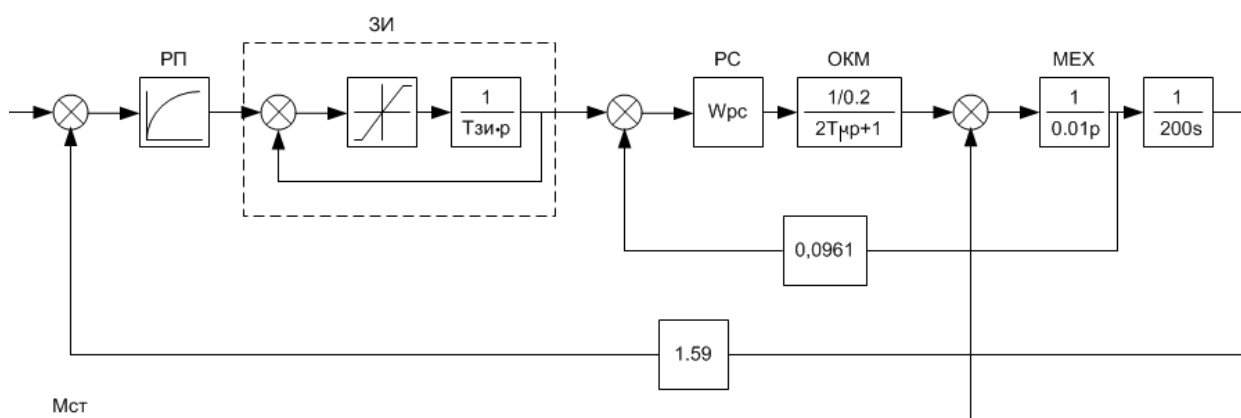 ЗИ
РП
РС
ОКМ
МЕХ
1
Тзи•р
Wрс
1/0.2
2Тμр+1
1
0.01р
1
200s
0,0961
1.59
Мст